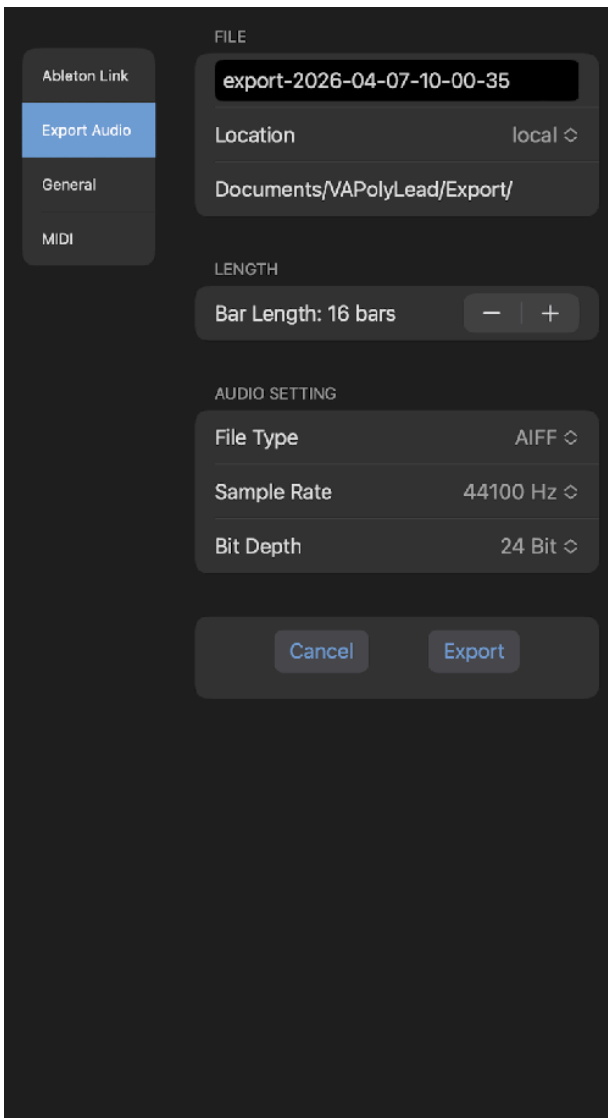 Ableton Link
Export Audio
General
MIDI
FILE
export-2026-04-07-10-00-35
Location local
Documents/VAPolyLead/Export/
LENGTH
Bar Length: 16 bars − +
AUDIO SETTING
File Type AIFF
Sample Rate 44100 Hz
Bit Depth 24 Bit
Cancel Export